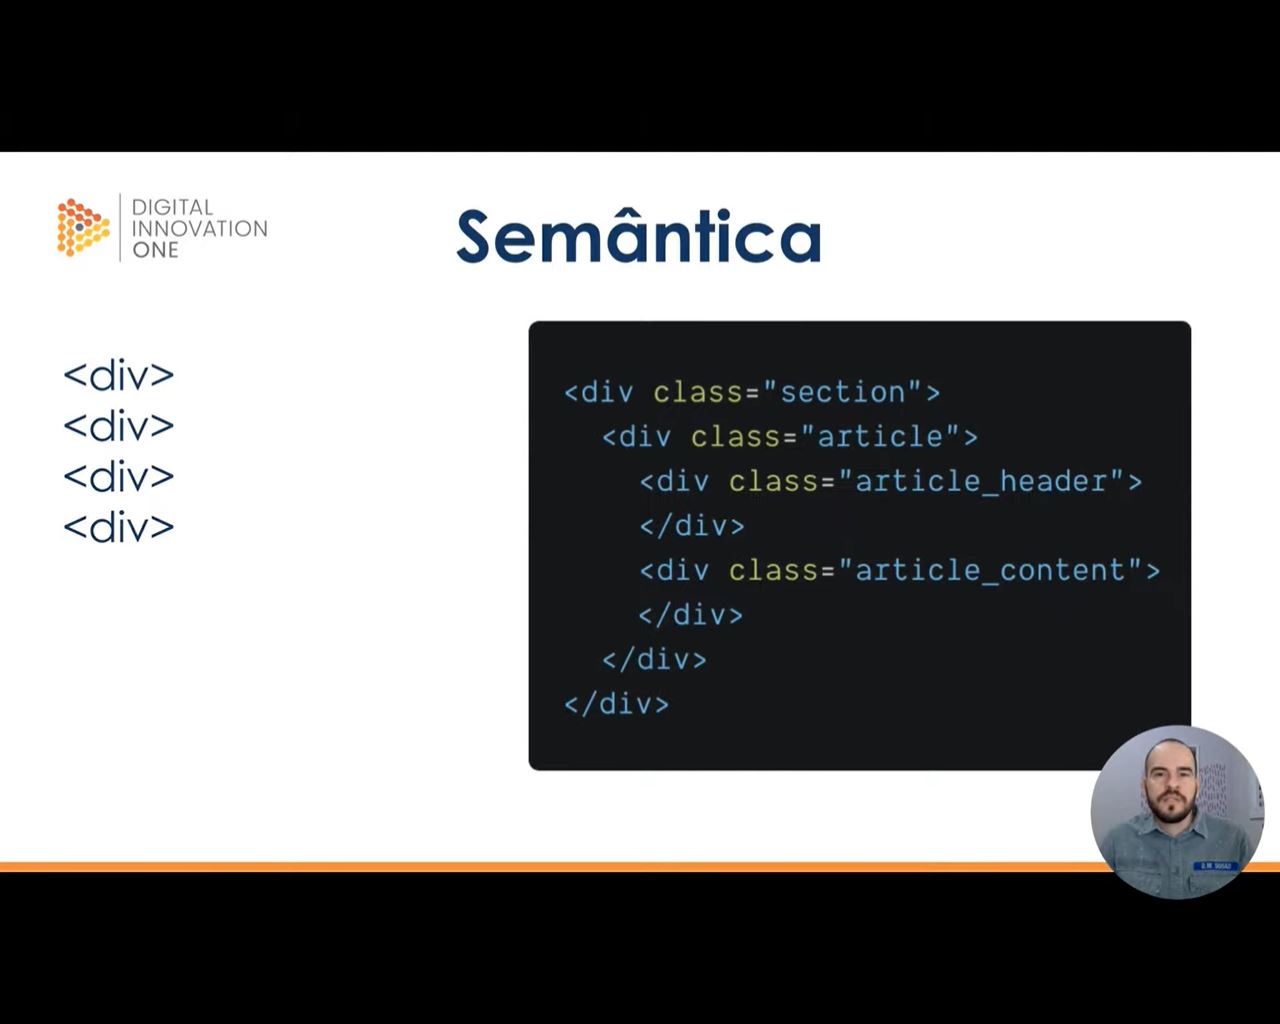 DIGITAL
INNOVATION
ONE
Semântica
<div>
<div>
<div>
<div>
<div class="section">
<div class="article">
<div class="article_header">
</div>
<div class="article_content">
</div>
</div>
</div>